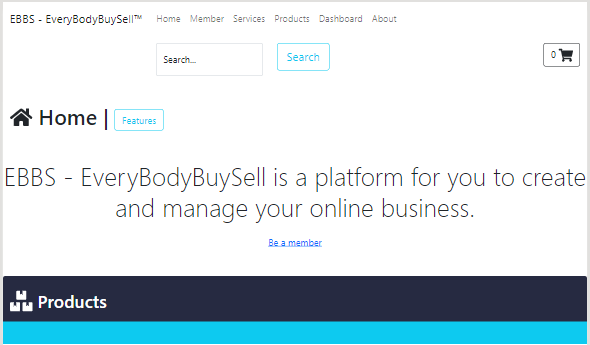 EBBS - EveryBodyBuySell™ Home Member Services Products Dashboard About
Search... Search 0
Home | Features
EBBS - EveryBodyBuySell is a platform for you to create
and manage your online business.
Be a member
Products